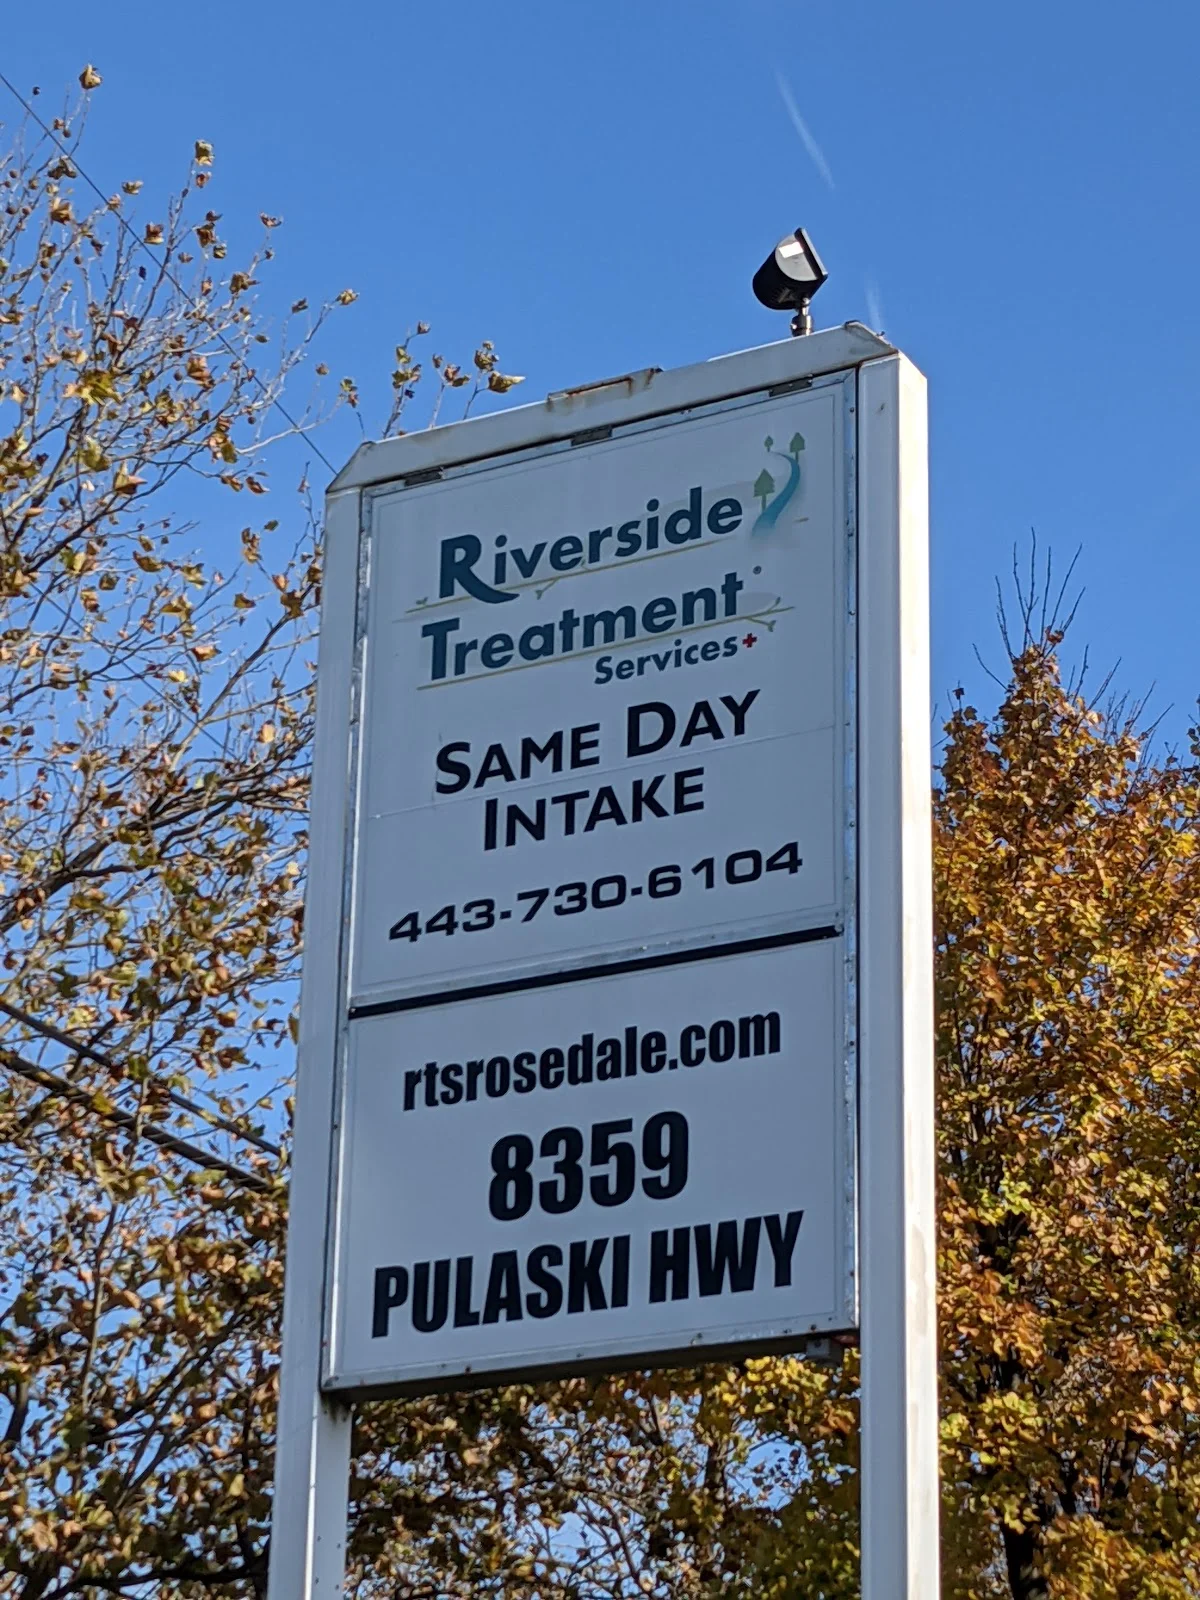 Riverside
Treatment®
Services+
SAME DAY
INTAKE
443-730-6104
rtsrosedale.com
8359
PULASKI HWY